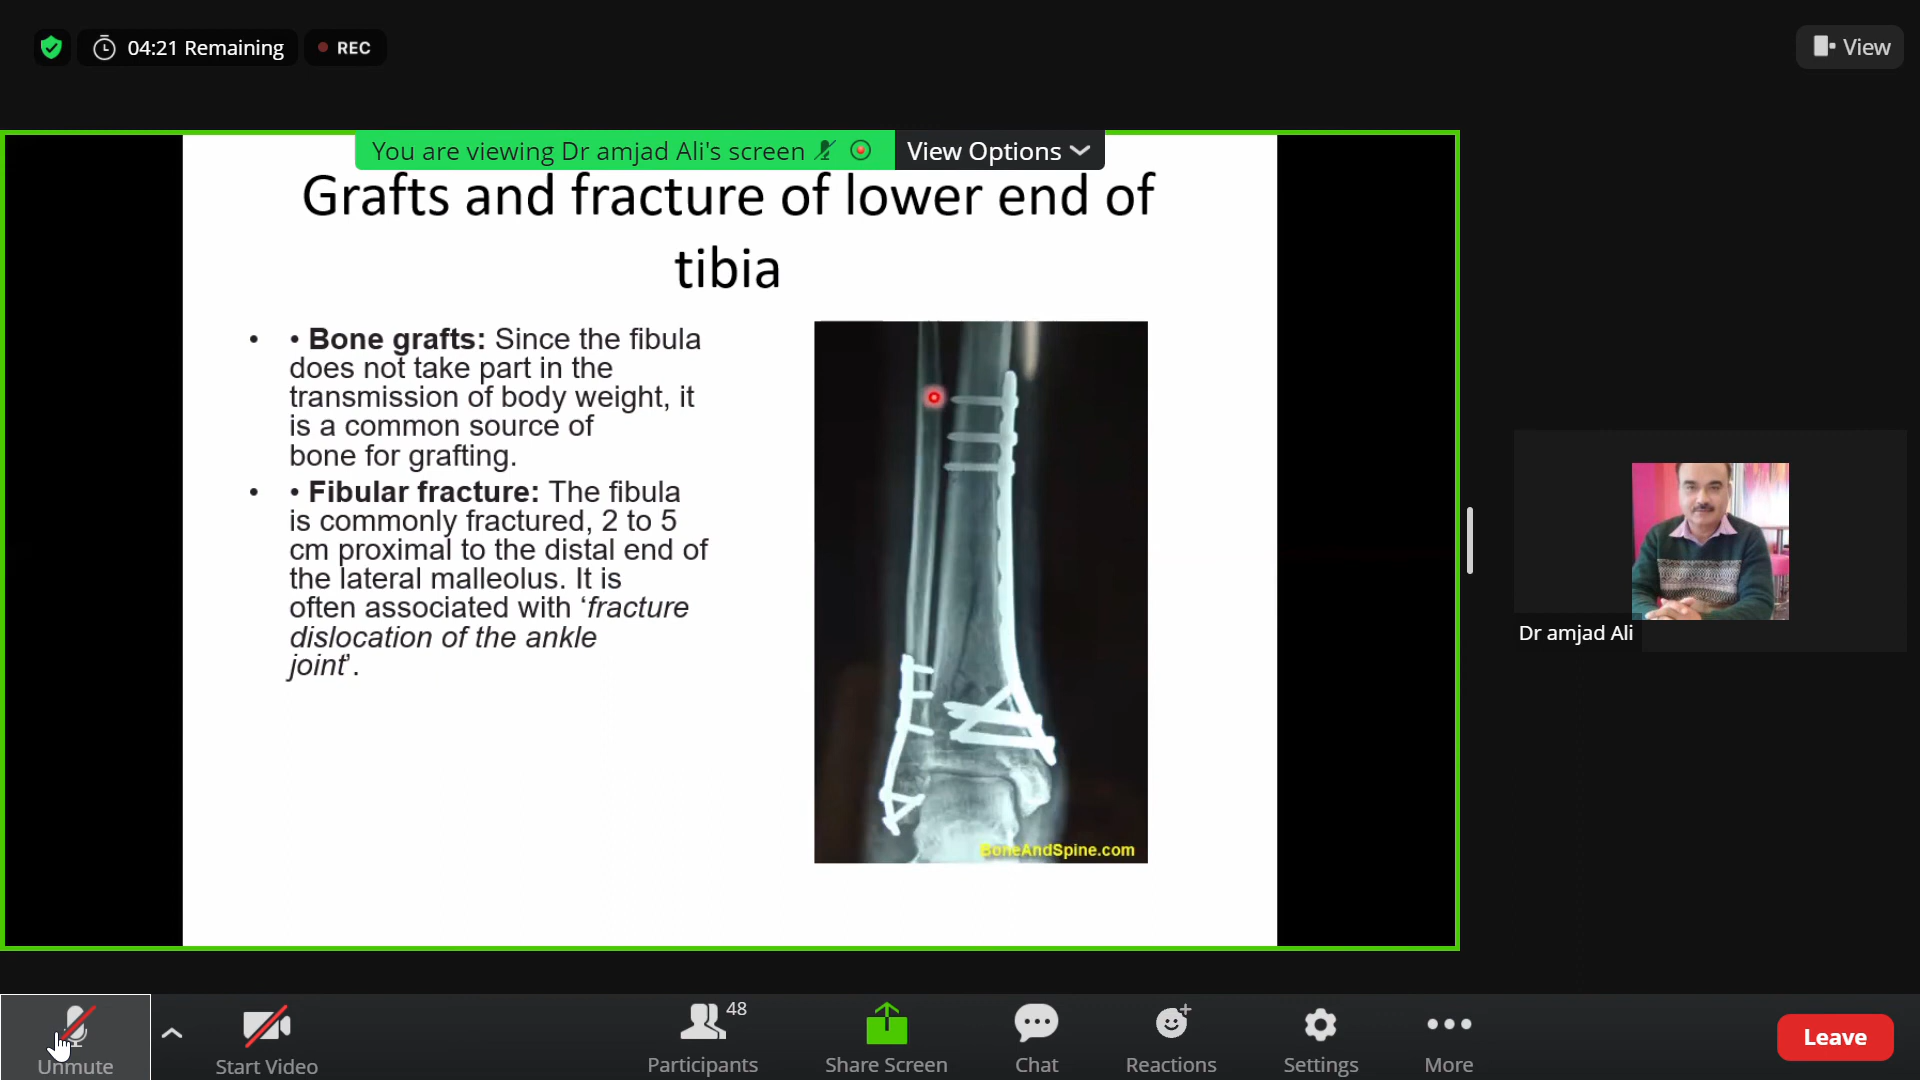 04:21 Remaining
REC
View
You are viewing Dr amjad Ali's screen
View Options
Grafts and fracture of lower end of
tibia
• • Bone grafts: Since the fibula
does not take part in the
transmission of body weight, it
is a common source of
bone for grafting.
• • Fibular fracture: The fibula
is commonly fractured, 2 to 5
cm proximal to the distal end of
the lateral malleolus. It is
often associated with ‘fracture
dislocation of the ankle
joint’.
BoneAndSpine.com
Dr amjad Ali
Unmute
Start Video
48
Participants
Share Screen
Chat
Reactions
Settings
More
Leave